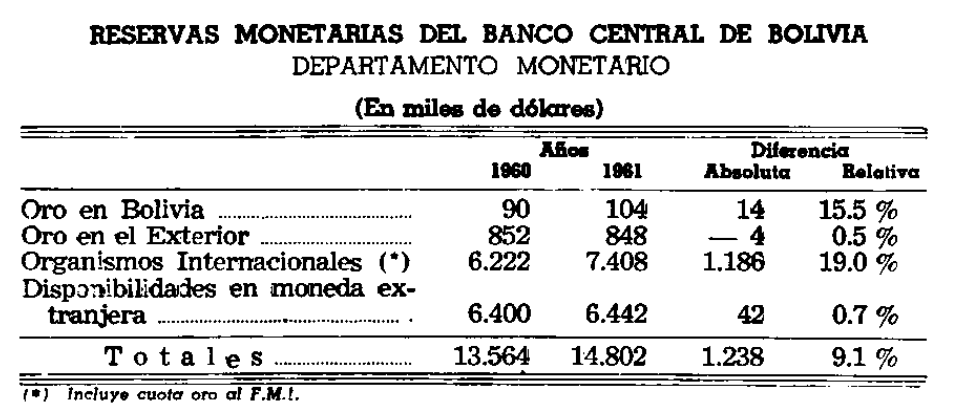 RESERVAS MONETARIAS DEL BANCO CENTRAL DE BOLIVIA
DEPARTAMENTO MONETARIO
(En miles de dólares)
Años Diferencia
1960 1961 Absoluta Relativa
Oro en Bolivia 90 104 14 15.5 %
Oro en el Exterior 852 848 — 4 0.5 %
Organismos Internacionales (*) 6.222 7.408 1.186 19.0 %
Disponibilidades en moneda ex-
tranjera 6.400 6.442 42 0.7 %
Totales 13.564 14.802 1.238 9.1 %
(*) Incluye cuota oro al F.M.I.